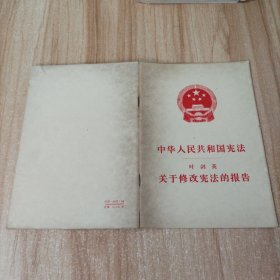 中华人民共和国宪法
叶剑英
关于修改宪法的报告